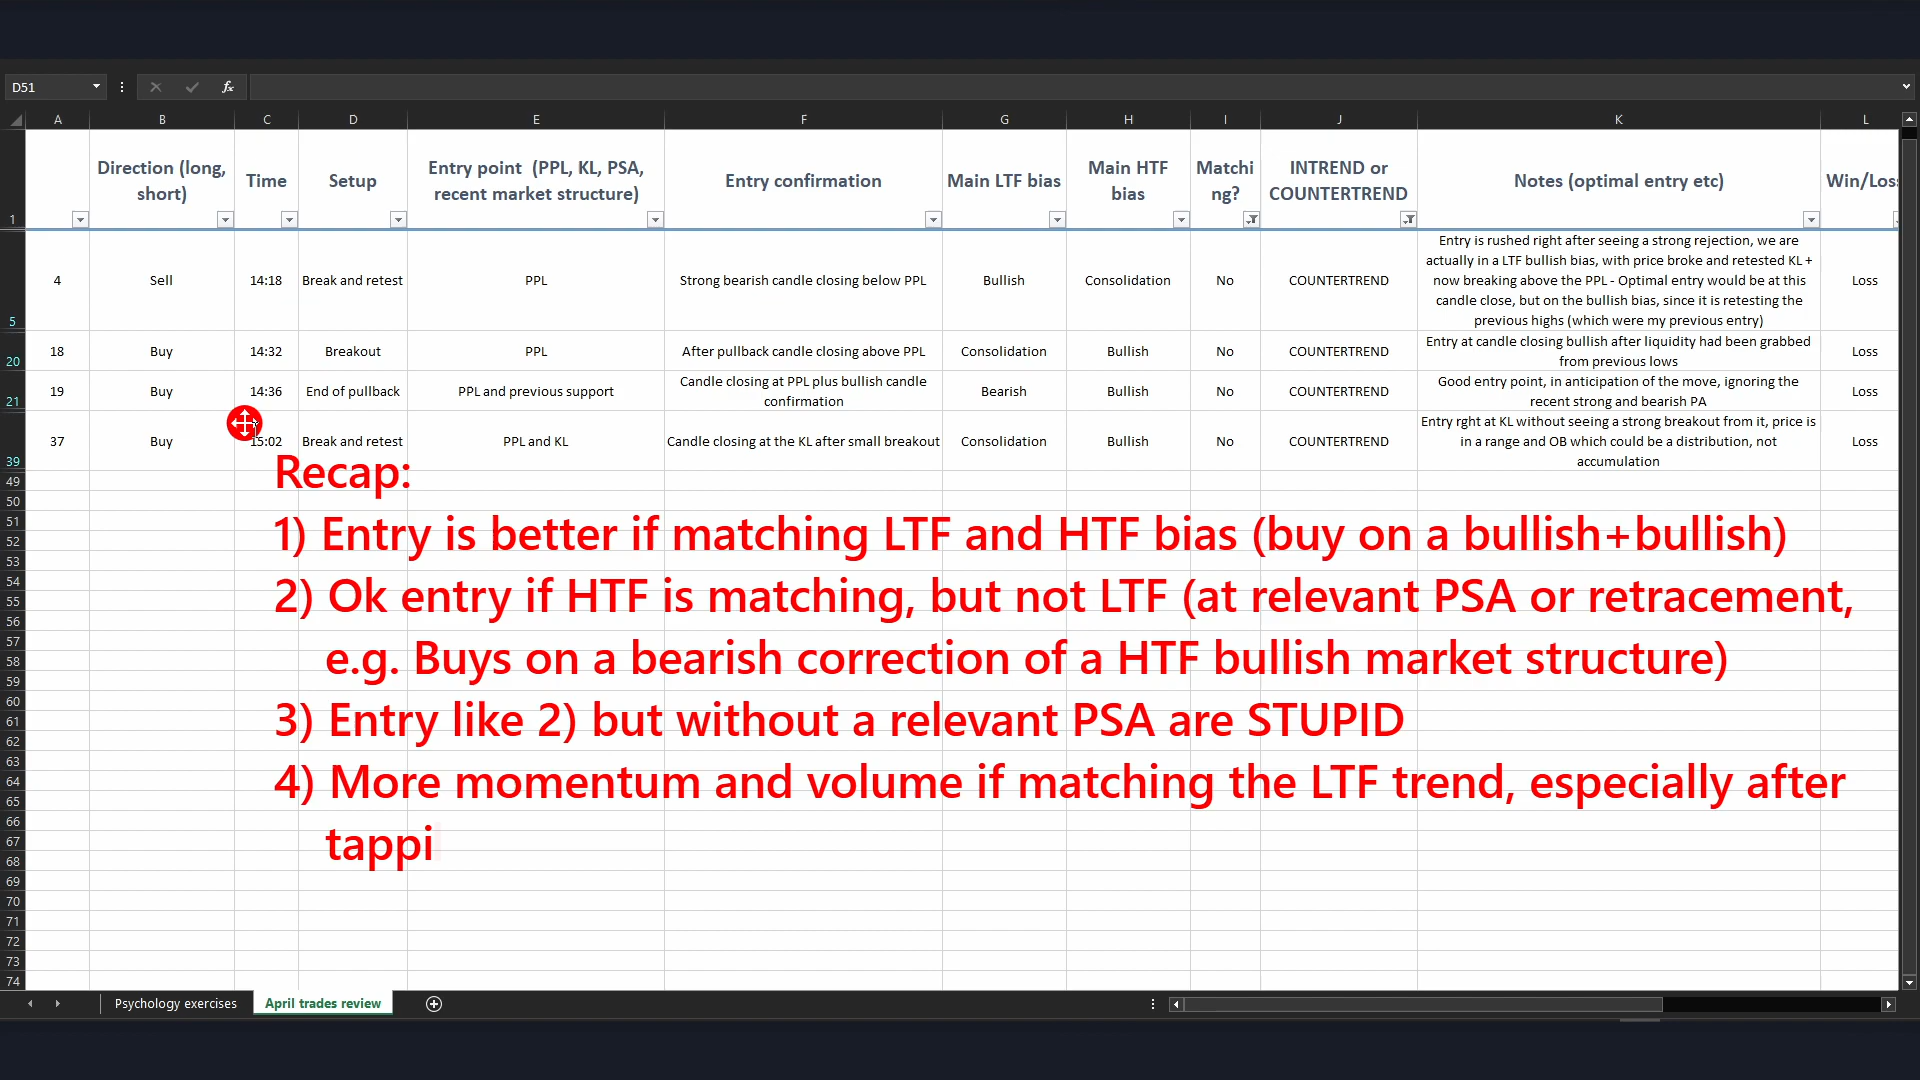 D51
fx
A B C D E F G H I J K L
1 Direction (long, short) Time Setup Entry point (PPL, KL, PSA, recent market structure) Entry confirmation Main LTF bias Main HTF bias Matchi ng? INTREND or COUNTERTREND Notes (optimal entry etc) Win/Los
5 4 Sell 14:18 Break and retest PPL Strong bearish candle closing below PPL Bullish Consolidation No COUNTERTREND Entry is rushed right after seeing a strong rejection, we are actually in a LTF bullish bias, with price broke and retested KL + now breaking above the PPL - Optimal entry would be at this candle close, but on the bullish bias, since it is retesting the previous highs (which were my previous entry) Loss
20 18 Buy 14:32 Breakout PPL After pullback candle closing above PPL Consolidation Bullish No COUNTERTREND Entry at candle closing bullish after liquidity had been grabbed from previous lows Loss
21 19 Buy 14:36 End of pullback PPL and previous support Candle closing at PPL plus bullish candle confirmation Bearish Bullish No COUNTERTREND Good entry point, in anticipation of the move, ignoring the recent strong and bearish PA Loss
39 37 Buy 15:02 Break and retest PPL and KL Candle closing at the KL after small breakout Consolidation Bullish No COUNTERTREND Entry rght at KL without seeing a strong breakout from it, price is in a range and OB which could be a distribution, not accumulation Loss
Recap:
1) Entry is better if matching LTF and HTF bias (buy on a bullish+bullish)
2) Ok entry if HTF is matching, but not LTF (at relevant PSA or retracement,
e.g. Buys on a bearish correction of a HTF bullish market structure)
3) Entry like 2) but without a relevant PSA are STUPID
4) More momentum and volume if matching the LTF trend, especially after
tappi
49
50
51
52
53
54
55
56
57
58
59
60
61
62
63
64
65
66
67
68
69
70
71
72
73
74
Psychology exercises April trades review